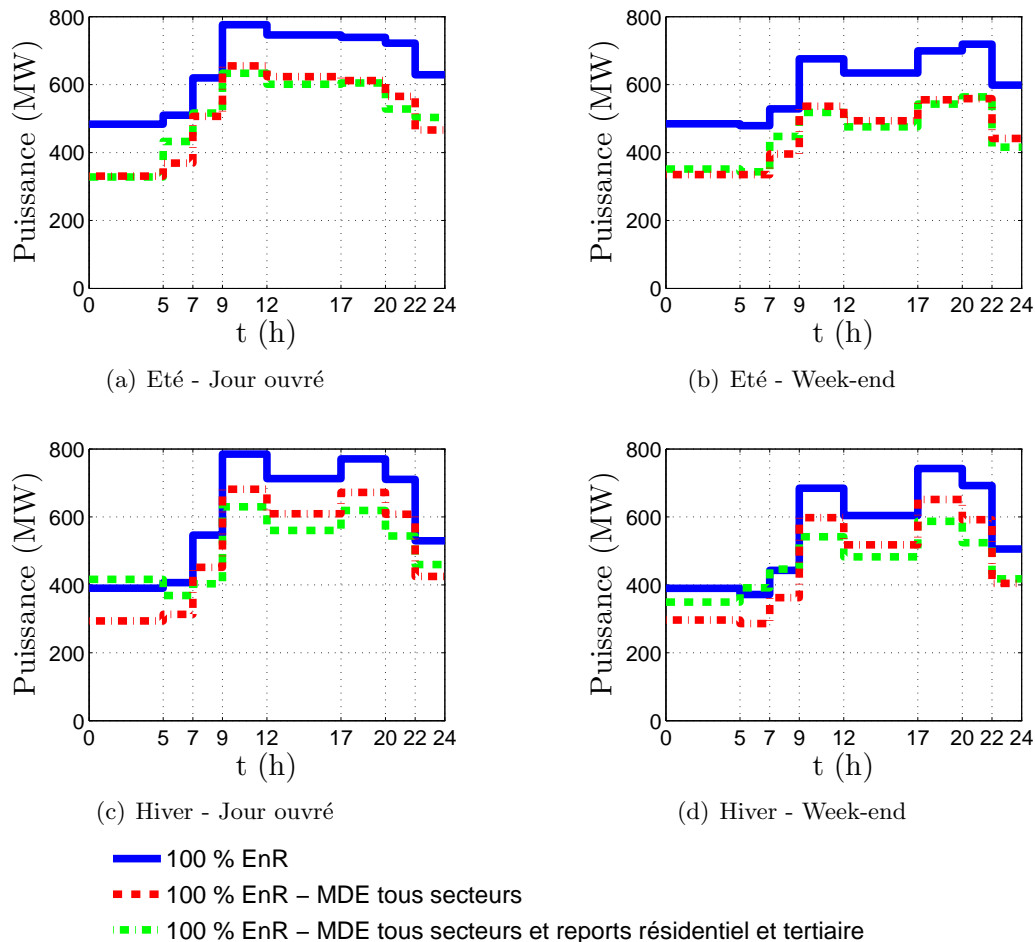 Puissance (MW)
800
600
400
200
0
0 5 7 9 12 17 20 22 24
t (h)
(a) Eté - Jour ouvré
Puissance (MW)
800
600
400
200
0
0 5 7 9 12 17 20 22 24
t (h)
(b) Eté - Week-end
Puissance (MW)
800
600
400
200
0
0 5 7 9 12 17 20 22 24
t (h)
(c) Hiver - Jour ouvré
Puissance (MW)
800
600
400
200
0
0 5 7 9 12 17 20 22 24
t (h)
(d) Hiver - Week-end
100 % EnR
100 % EnR – MDE tous secteurs
100 % EnR – MDE tous secteurs et reports résidentiel et tertiaire